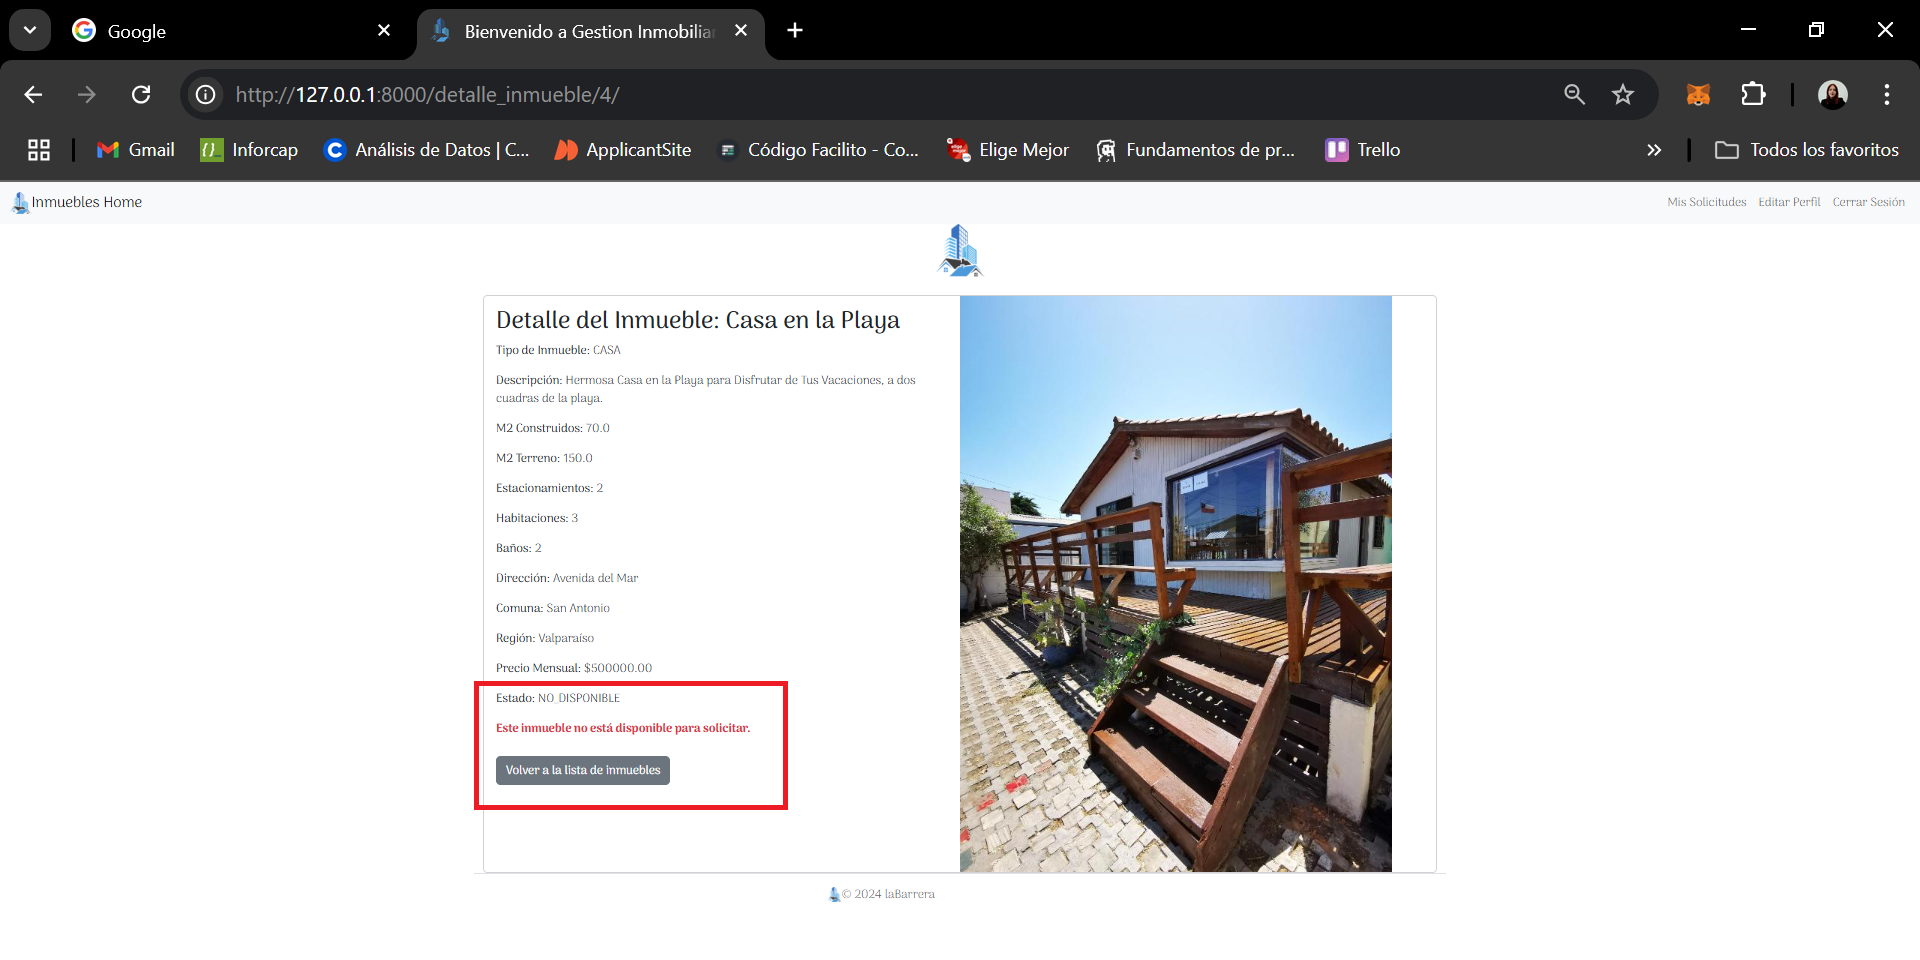 Google
Bienvenido a Gestion Inmobiliar
http://127.0.0.1:8000/detalle_inmueble/4/
Gmail
Inforcap
Análisis de Datos | C...
ApplicantSite
Código Facilito - Co...
Elige Mejor
Fundamentos de pr...
Trello
Todos los favoritos
Inmuebles Home
Mis Solicitudes
Editar Perfil
Cerrar Sesión
Detalle del Inmueble: Casa en la Playa
Tipo de Inmueble: CASA
Descripción: Hermosa Casa en la Playa para Disfrutar de Tus Vacaciones, a dos
cuadras de la playa.
M2 Construidos: 70.0
M2 Terreno: 150.0
Estacionamientos: 2
Habitaciones: 3
Baños: 2
Dirección: Avenida del Mar
Comuna: San Antonio
Región: Valparaíso
Precio Mensual: $500000.00
Estado: NO_DISPONIBLE
Este inmueble no está disponible para solicitar.
Volver a la lista de inmuebles
© 2024 laBarrera